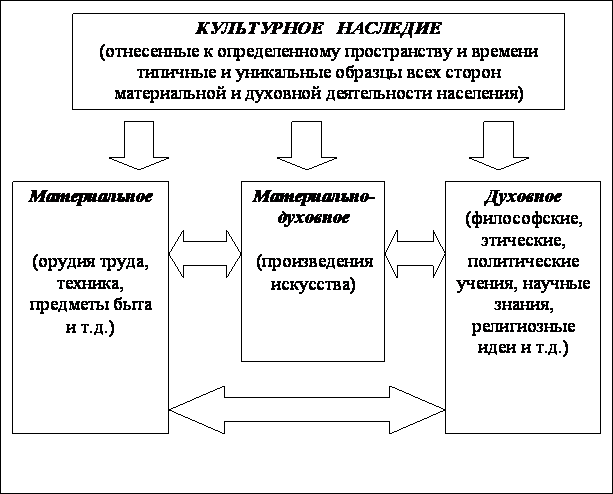 КУЛЬТУРНОЕ НАСЛЕДИЕ
(отнесенные к определенному пространству и времени
типичные и уникальные образцы всех сторон
материальной и духовной деятельности населения)
Материальное
(орудия труда,
техника,
предметы быта
и т.д.)
Материально-
духовное
(произведения
искусства)
Духовное
(философские,
этические,
политические
учения, научные
знания,
религиозные
идеи и т.д.)